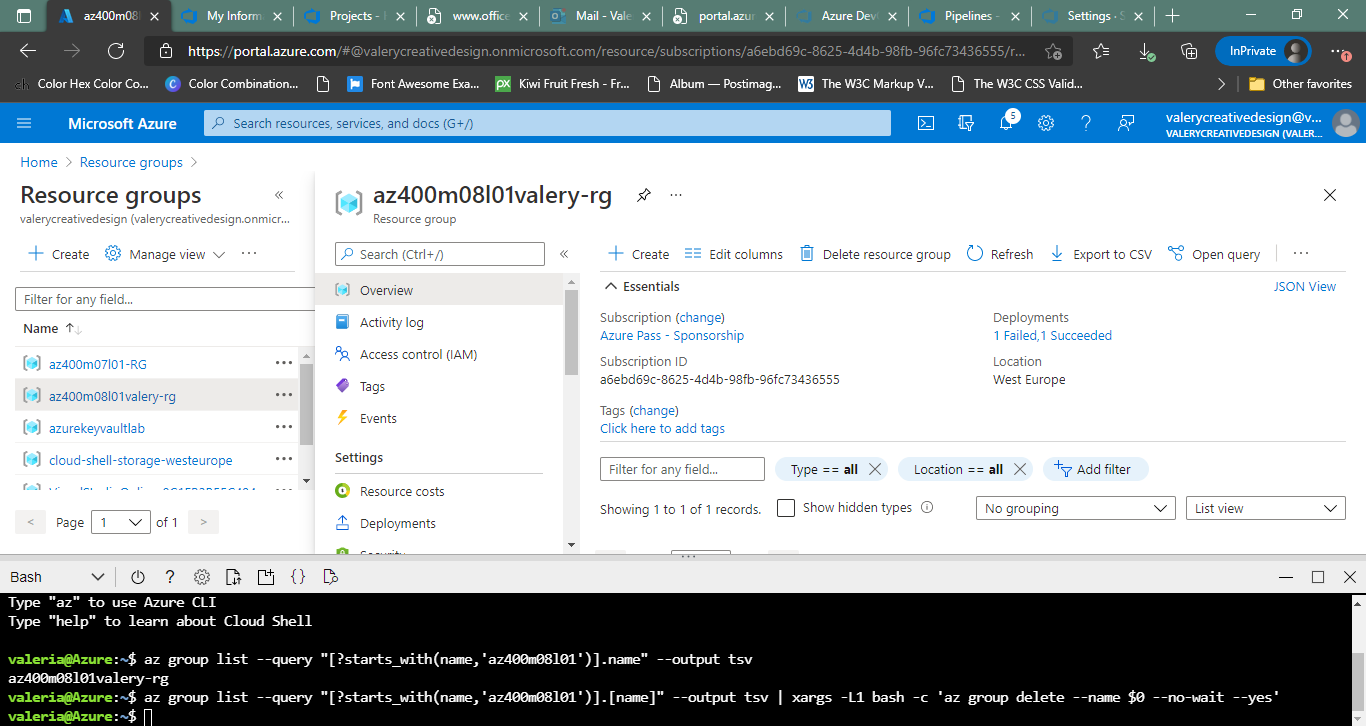 az400m08l
My Inform
Projects -
www.office
Mail - Vale
portal.azur
Azure Dev
Pipelines -
Settings · S
https://portal.azure.com/#@valerycreativedesign.onmicrosoft.com/resource/subscriptions/a6ebd69c-8625-4d4b-98fb-96fc73436555/r...
InPrivate
Color Hex Color Co...
Color Combination...
Font Awesome Exa...
Kiwi Fruit Fresh - Fr...
Album — Postimag...
The W3C Markup V...
The W3C CSS Valid...
Other favorites
Microsoft Azure
Search resources, services, and docs (G+/)
5
valerycreativedesign@v...
VALERYCREATIVEDESIGN (VALER...
Home > Resource groups >
Resource groups
valerycreativedesign (valerycreativedesign.onmicr...
Create
Manage view
Filter for any field...
Name
az400m07l01-RG
az400m08l01valery-rg
azurekeyvaultlab
cloud-shell-storage-westeurope
< Page 1 of 1 >
az400m08l01valery-rg
Resource group
Search (Ctrl+/)
Overview
Activity log
Access control (IAM)
Tags
Events
Settings
Resource costs
Deployments
Security
Create
Edit columns
Delete resource group
Refresh
Export to CSV
Open query
Essentials
JSON View
Subscription (change)
Azure Pass - Sponsorship
Subscription ID
a6ebd69c-8625-4d4b-98fb-96fc73436555
Tags (change)
Click here to add tags
Deployments
1 Failed,1 Succeeded
Location
West Europe
Filter for any field...
Type == all
Location == all
Add filter
Showing 1 to 1 of 1 records.
Show hidden types
No grouping
List view
Bash
Type "az" to use Azure CLI
Type "help" to learn about Cloud Shell
valeria@Azure:~$ az group list --query "[?starts_with(name,'az400m08l01')].name" --output tsv
az400m08l01valery-rg
valeria@Azure:~$ az group list --query "[?starts_with(name,'az400m08l01')].[name]" --output tsv | xargs -L1 bash -c 'az group delete --name $0 --no-wait --yes'
valeria@Azure:~$